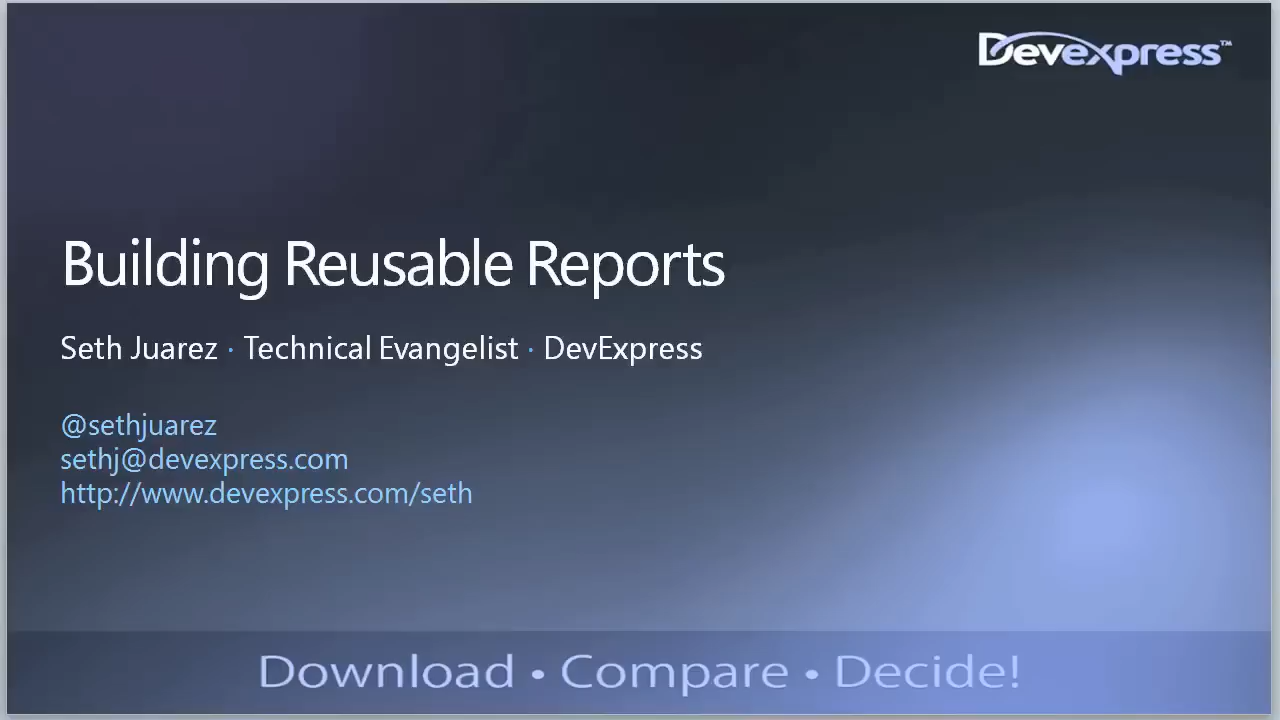 Devexpress™
Building Reusable Reports
Seth Juarez · Technical Evangelist · DevExpress
@sethjuarez
sethj@devexpress.com
http://www.devexpress.com/seth
Download • Compare • Decide!